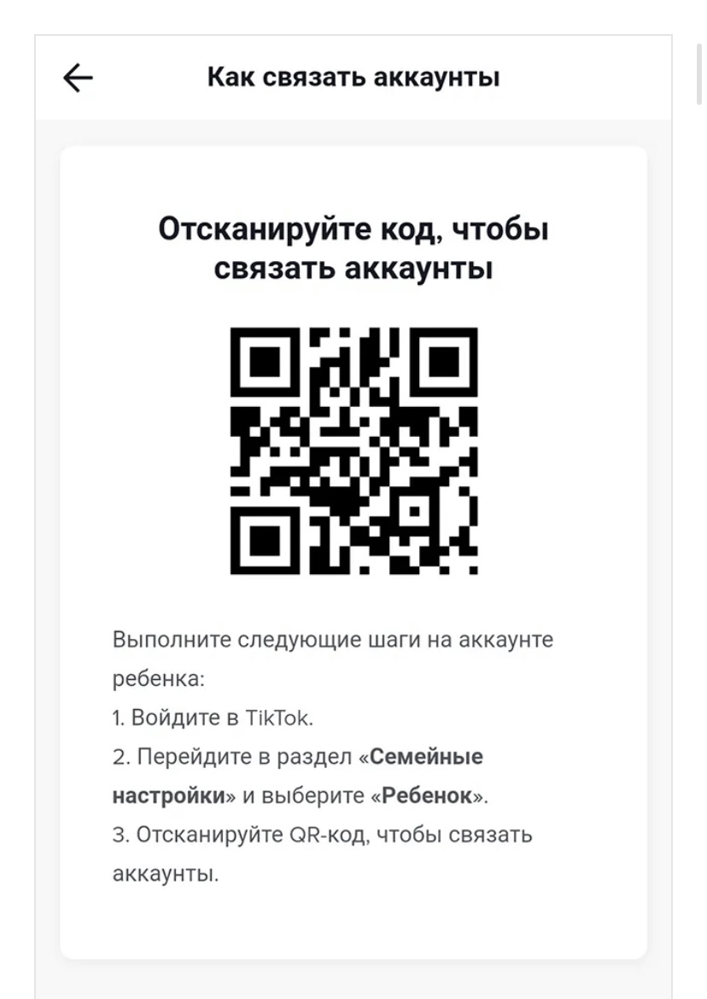 Как связать аккаунты
Отсканируйте код, чтобы
связать аккаунты
Выполните следующие шаги на аккаунте
ребенка:
1. Войдите в TikTok.
2. Перейдите в раздел «Семейные
настройки» и выберите «Ребенок».
3. Отсканируйте QR-код, чтобы связать
аккаунты.